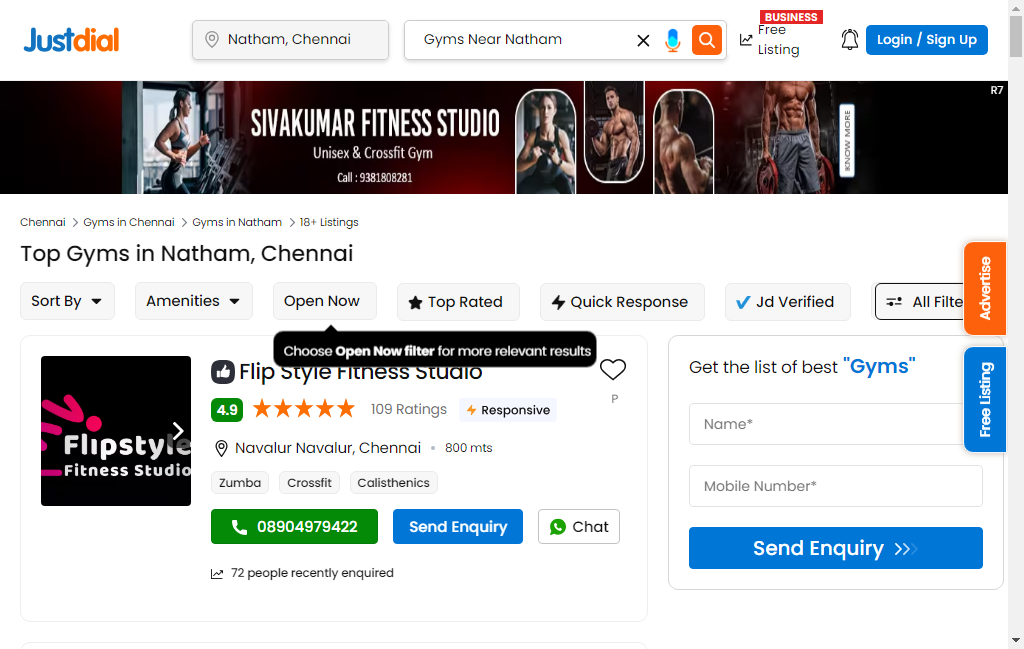 Justdial
Natham, Chennai
Gyms Near Natham
BUSINESS
Free
Listing
Login / Sign Up
R7
SIVAKUMAR FITNESS STUDIO
Unisex & Crossfit Gym
Call : 9381808281
KNOW MORE
Chennai > Gyms in Chennai > Gyms in Natham > 18+ Listings
Top Gyms in Natham, Chennai
Sort By
Amenities
Open Now
Top Rated
Quick Response
Jd Verified
All Filte
Advertise
Choose Open Now filter for more relevant results
Flip Style Fitness Studio
4.9
109 Ratings
Responsive
P
Navalur Navalur, Chennai • 800 mts
Zumba
Crossfit
Calisthenics
08904979422
Send Enquiry
Chat
72 people recently enquired
Flipstyle
Fitness Studio
Get the list of best "Gyms"
Name*
Mobile Number*
Send Enquiry
Free Listing